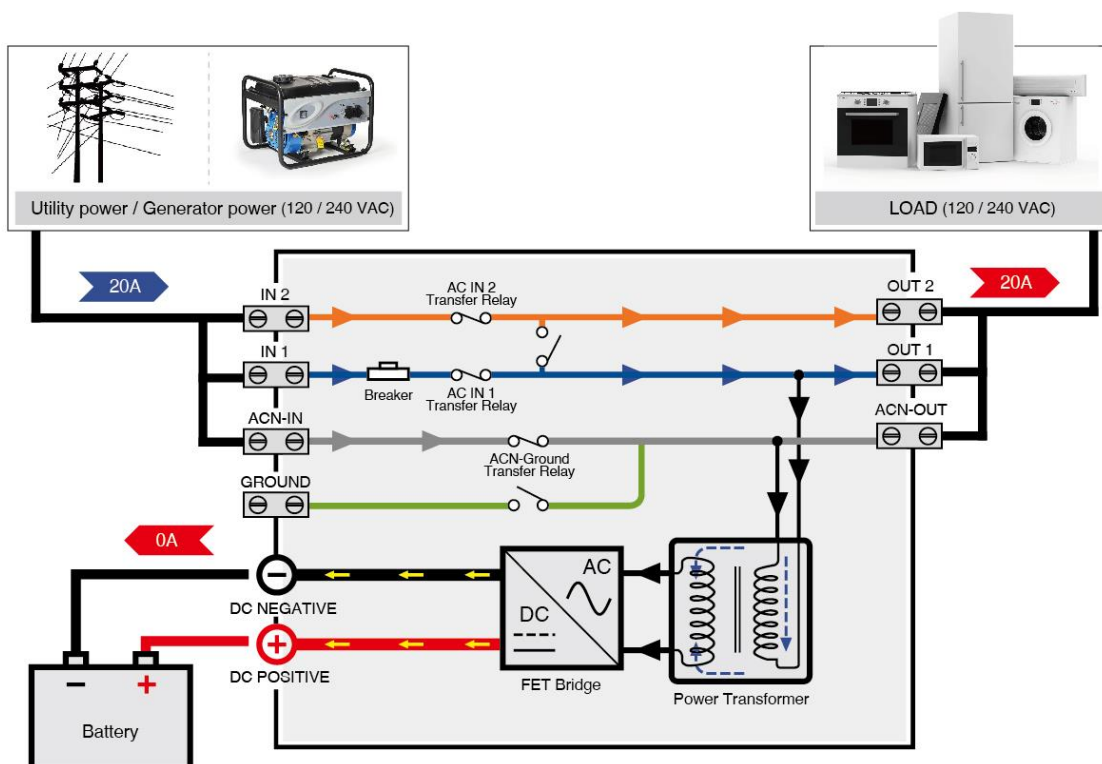 Utility power / Generator power (120 / 240 VAC)
LOAD (120 / 240 VAC)
20A
20A
IN 2
AC IN 2
Transfer Relay
OUT 2
IN 1
Breaker
AC IN 1
Transfer Relay
OUT 1
ACN-IN
ACN-Ground
Transfer Relay
ACN-OUT
GROUND
0A
−
DC NEGATIVE
+
DC POSITIVE
AC
DC
FET Bridge
Power Transformer
− +
Battery